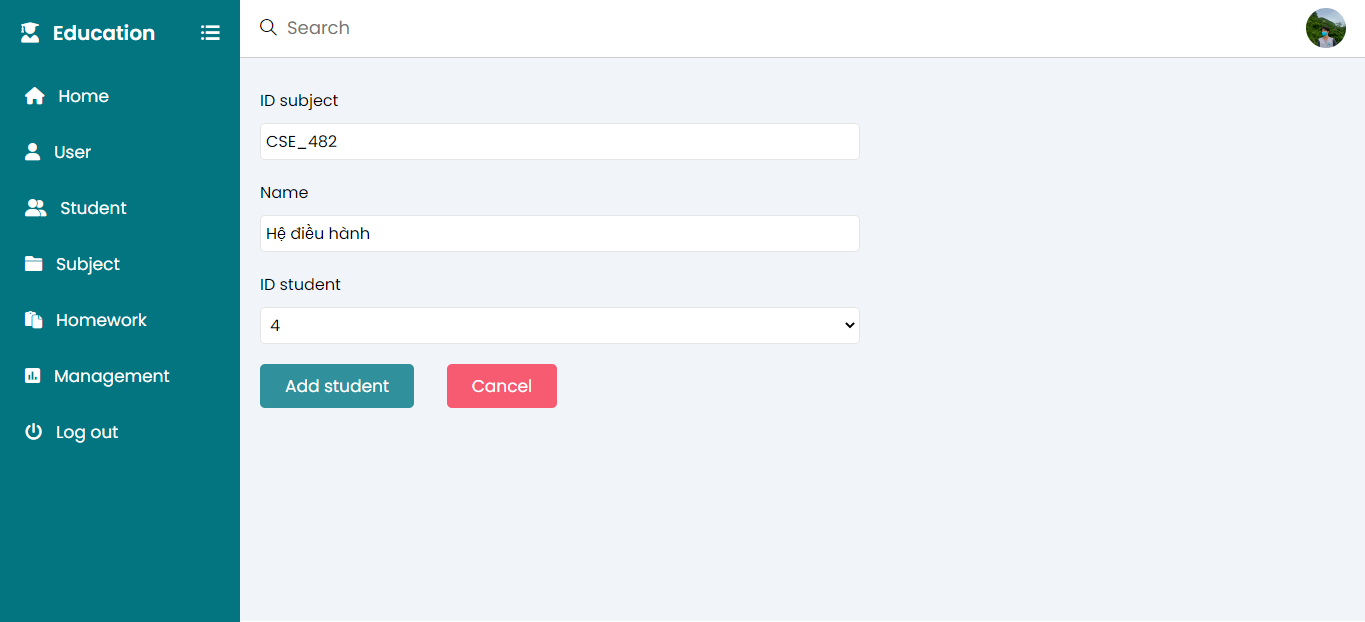 Education
Search
Home
User
Student
Subject
Homework
Management
Log out
ID subject
CSE_482
Name
Hệ điều hành
ID student
4
Add student
Cancel